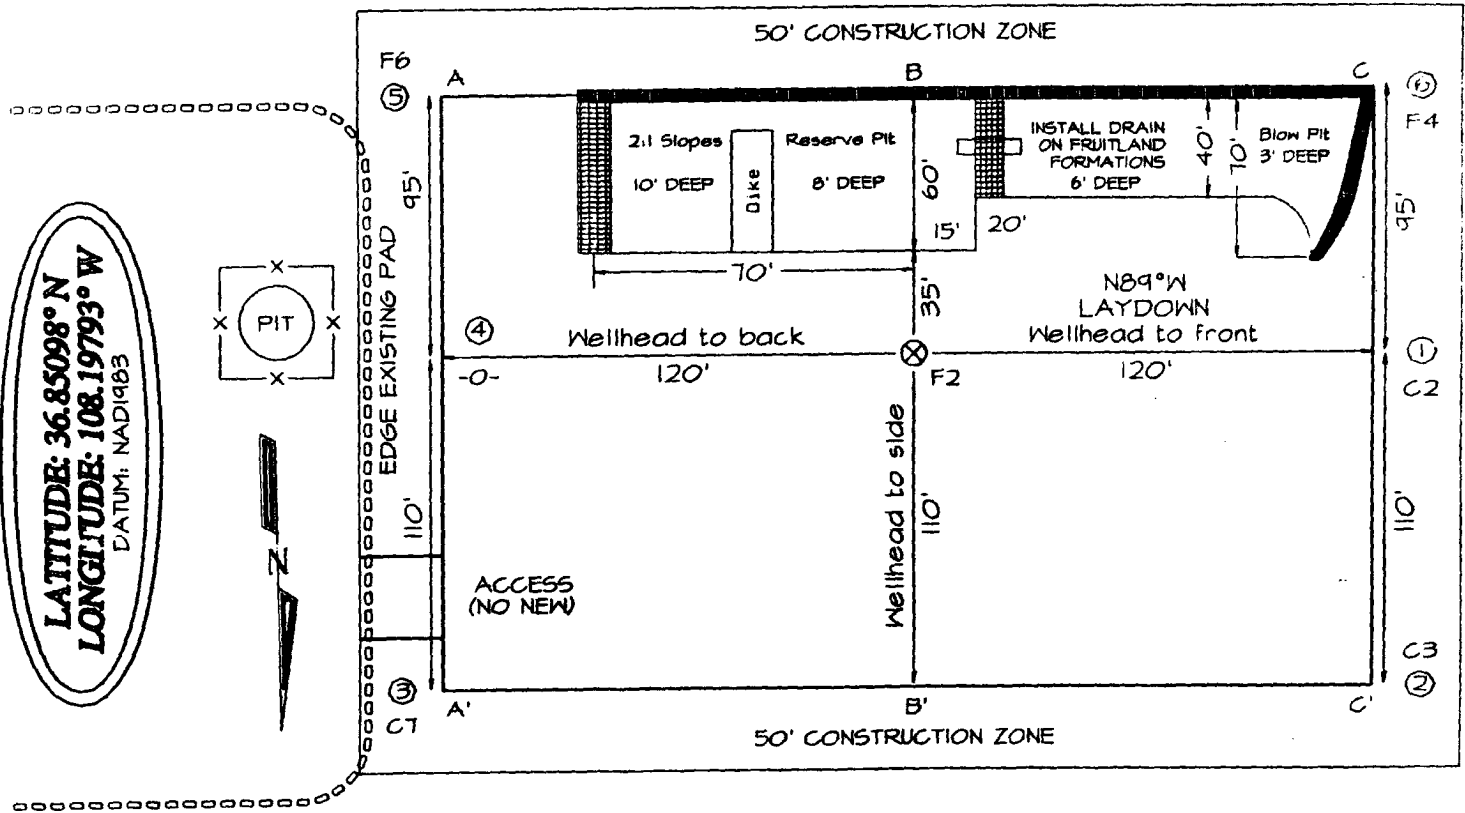 50' CONSTRUCTION ZONE
F6
A
B
C
5
6
F4
2:1 Slopes
10' DEEP
Dike
Reserve Pit
8' DEEP
60'
INSTALL DRAIN
ON FRUITLAND
FORMATIONS
6' DEEP
40'
70'
Blow Pit
3' DEEP
95'
95'
15'
20'
70'
35'
N89°W
LAYDOWN
Wellhead to front
4
Wellhead to back
-0-
120'
F2
120'
1
C2
EDGE EXISTING PAD
PIT
X
X
X
X
LATITUDE: 36.85098° N
LONGITUDE: 108.19793° W
DATUM: NAD1983
N
110'
Wellhead to side
110'
110'
ACCESS
(NO NEW)
C3
3
2
C7
A'
B'
C'
50' CONSTRUCTION ZONE